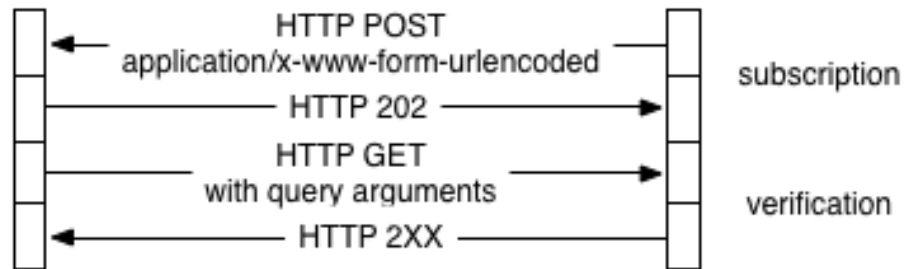 HTTP POST
application/x-www-form-urlencoded
subscription
HTTP 202
HTTP GET
with query arguments
verification
HTTP 2XX